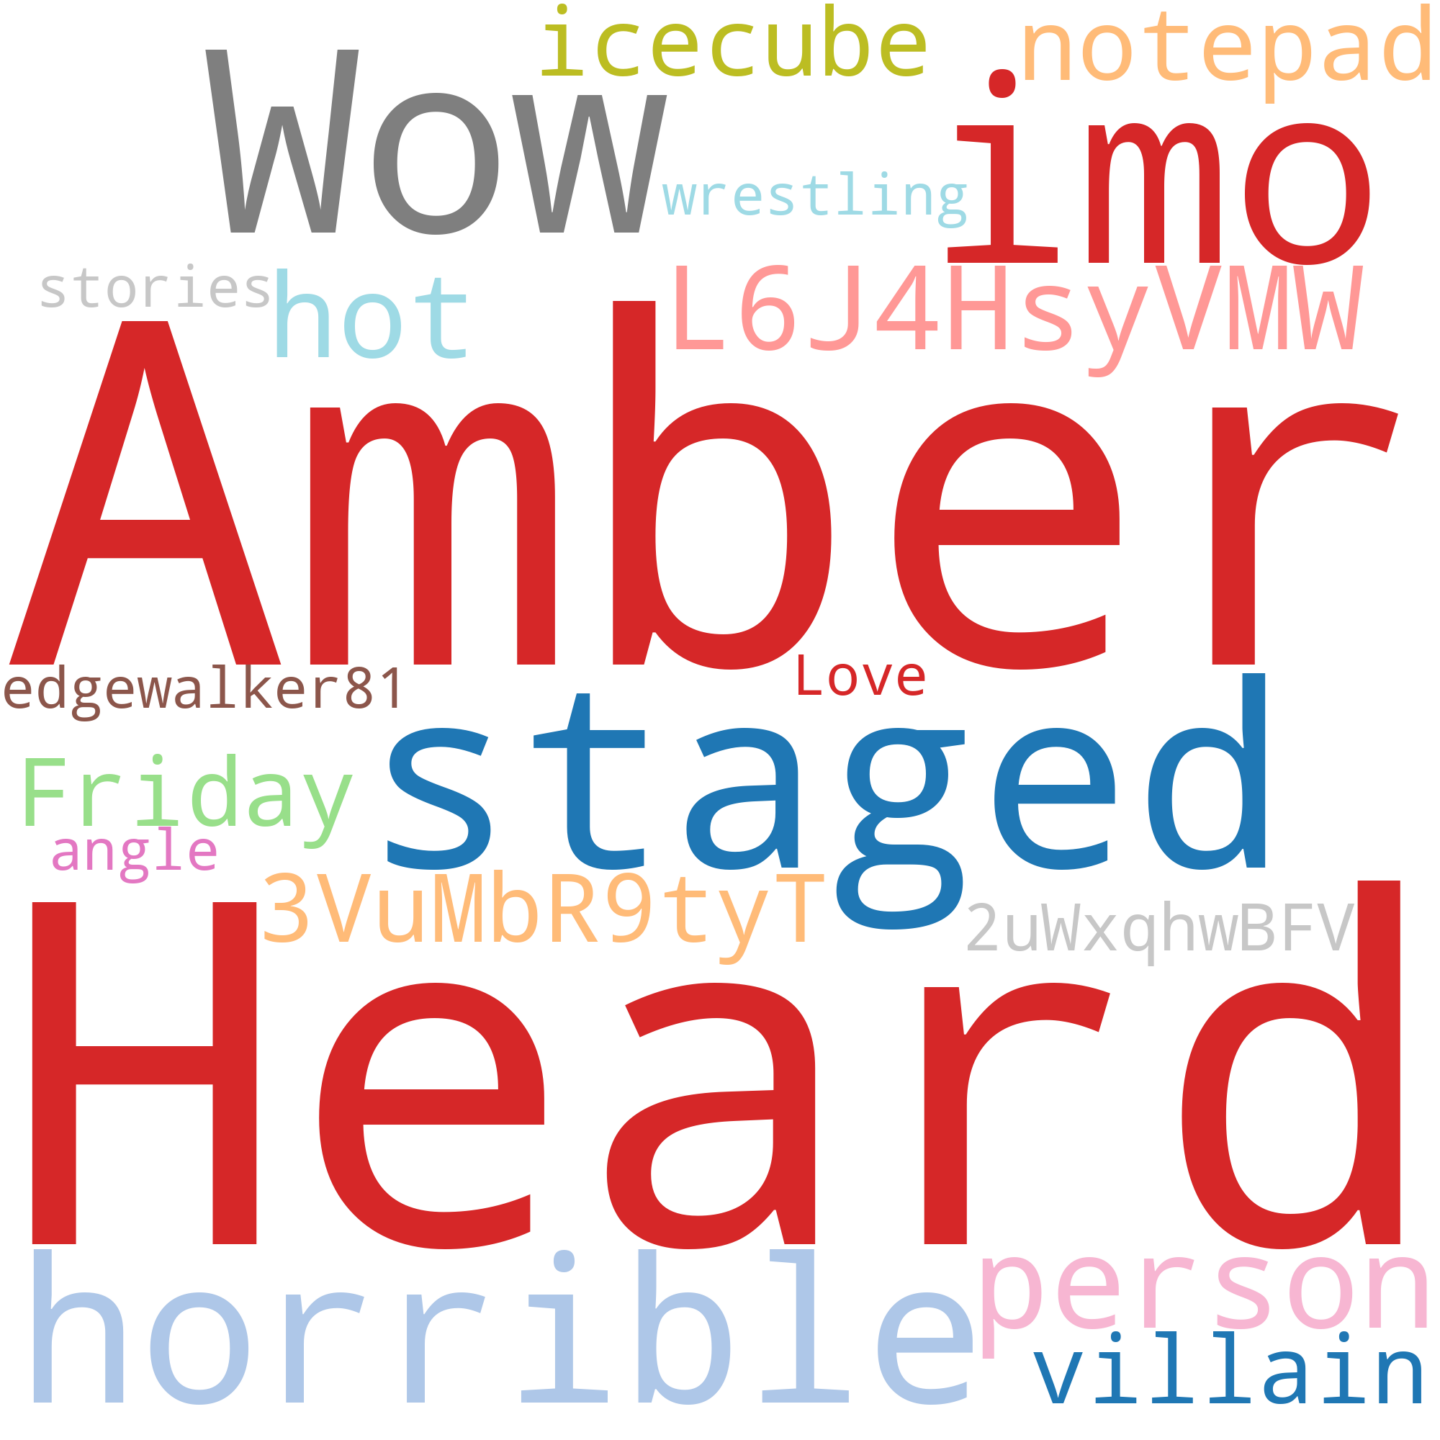 icecube notepad
Wow imo
wrestling
stories hot L6J4HsyVMW
Amber
edgewalker81 Love
Friday staged
angle
3VuMbR9tyT 2uWxqhwBFV
Heard
horrible person
villain